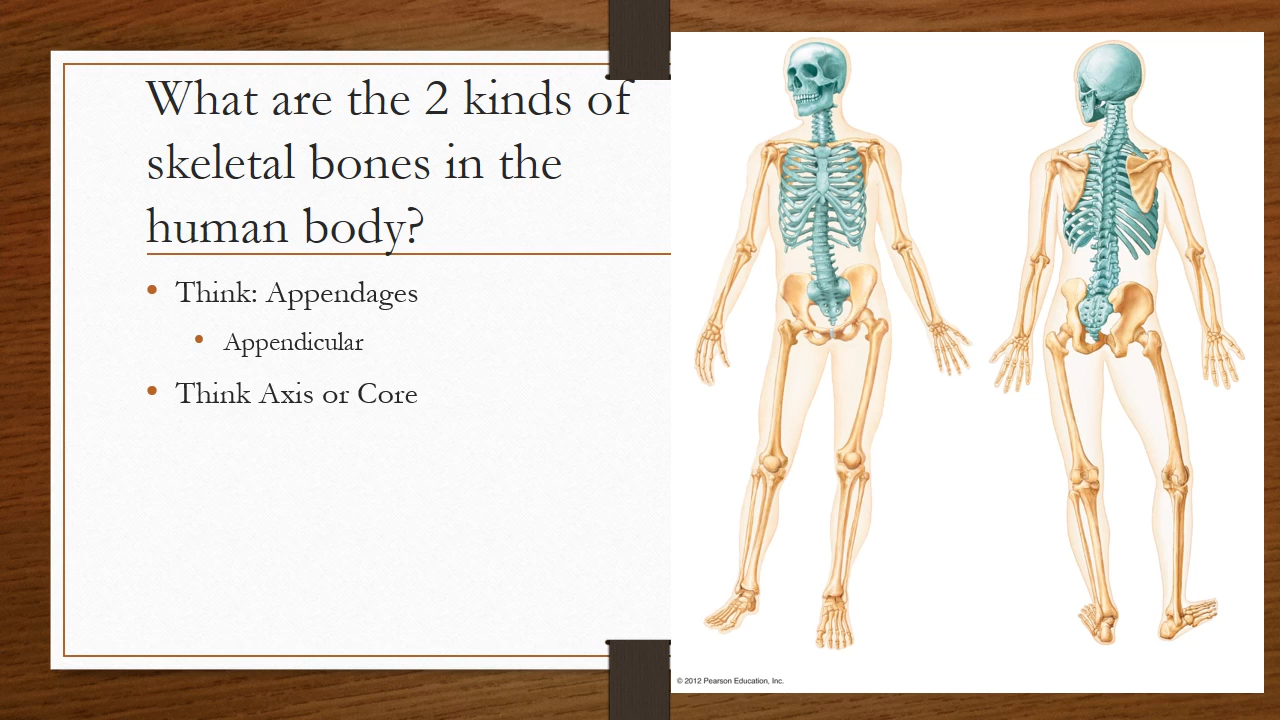 What are the 2 kinds of
skeletal bones in the
human body?
• Think: Appendages
• Appendicular
• Think Axis or Core
© 2012 Pearson Education, Inc.